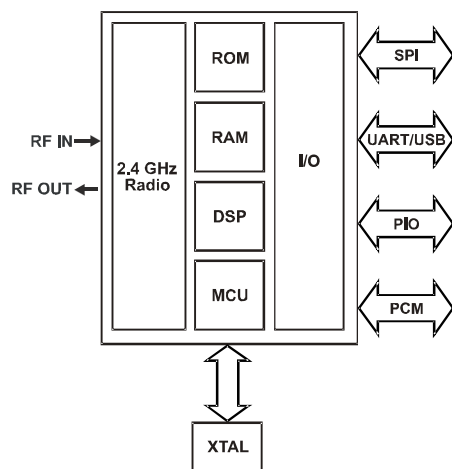 ROM
SPI
RAM
UART/USB
RF IN
2.4 GHz
Radio
I/O
RF OUT
DSP
PIO
MCU
PCM
XTAL